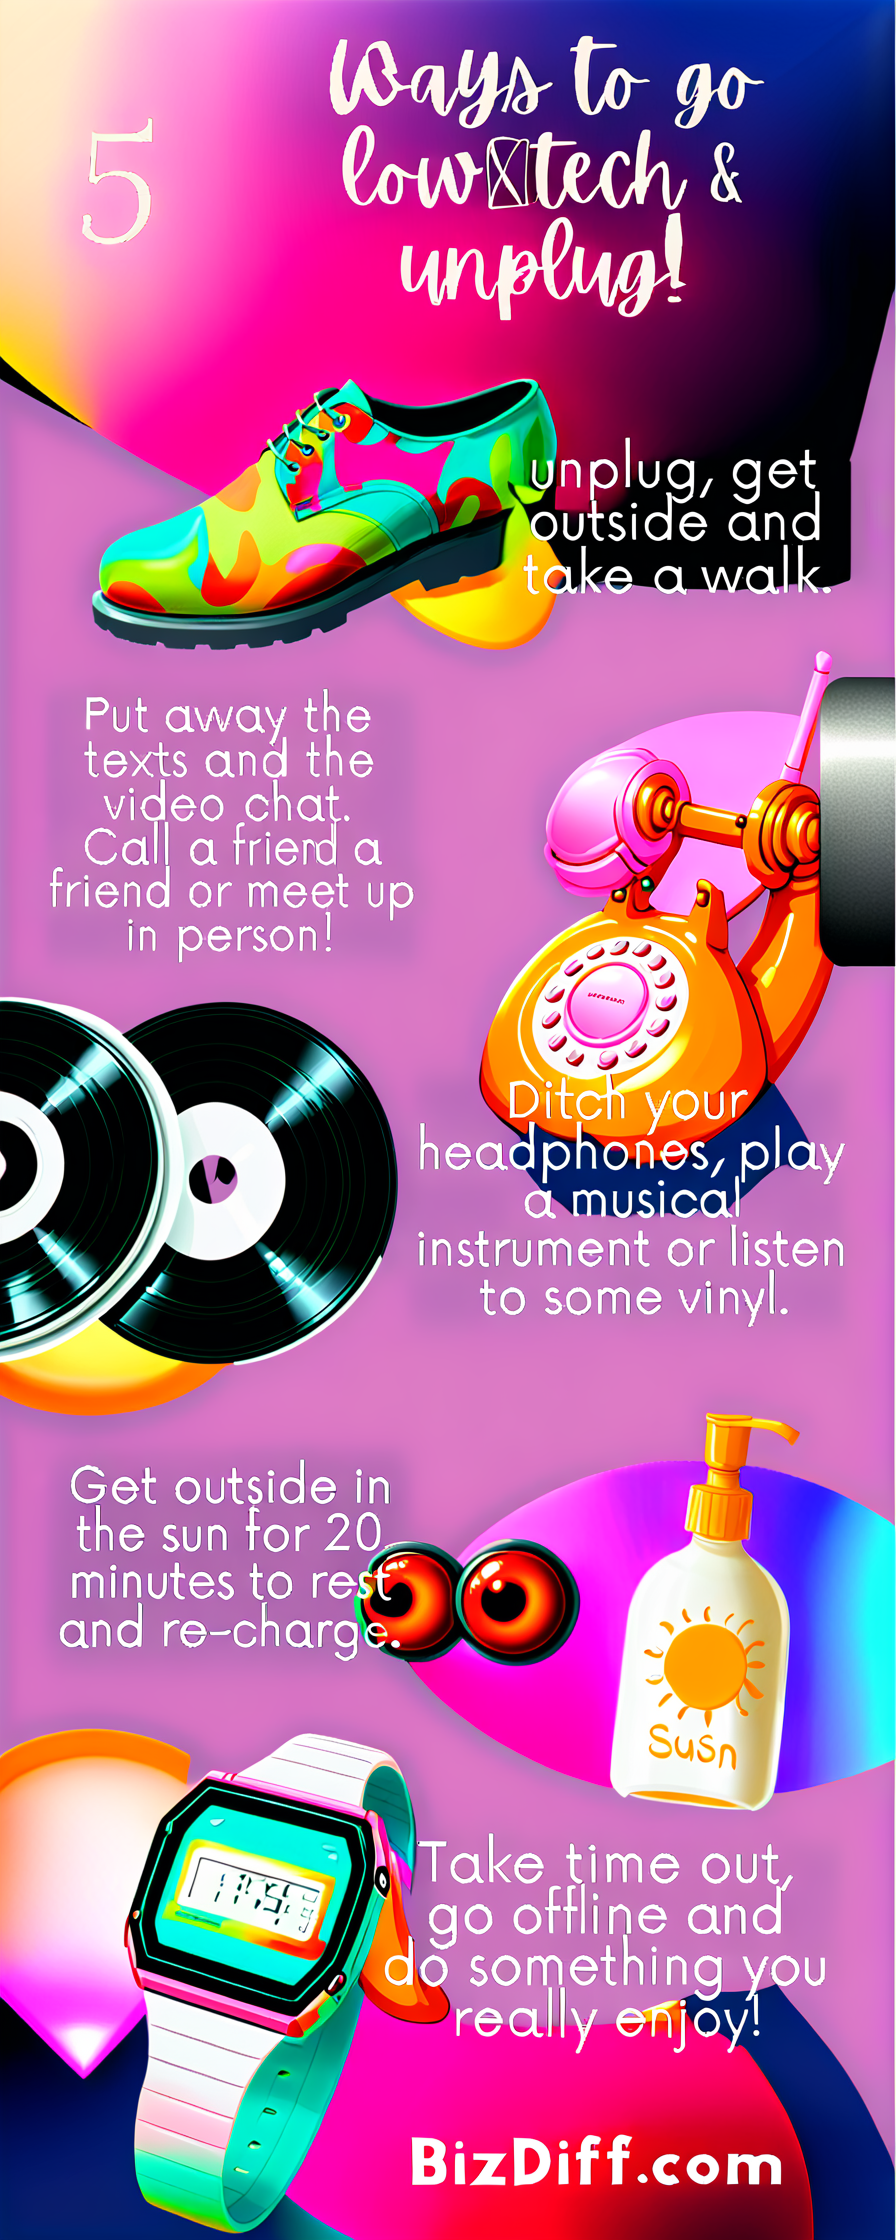 5
Ways to go
low☒tech &
unplug!
unplug, get
outside and
take a walk.
Put away the
texts and the
video chat.
Call a friend a
friend or meet up
in person!
Ditch your
headphones, play
a musical
instrument or listen
to some vinyl.
Get outside in
the sun for 20
minutes to rest
and re-charge.
Susn
Take time out,
go offline and
do something you
really enjoy!
BizDiff.com